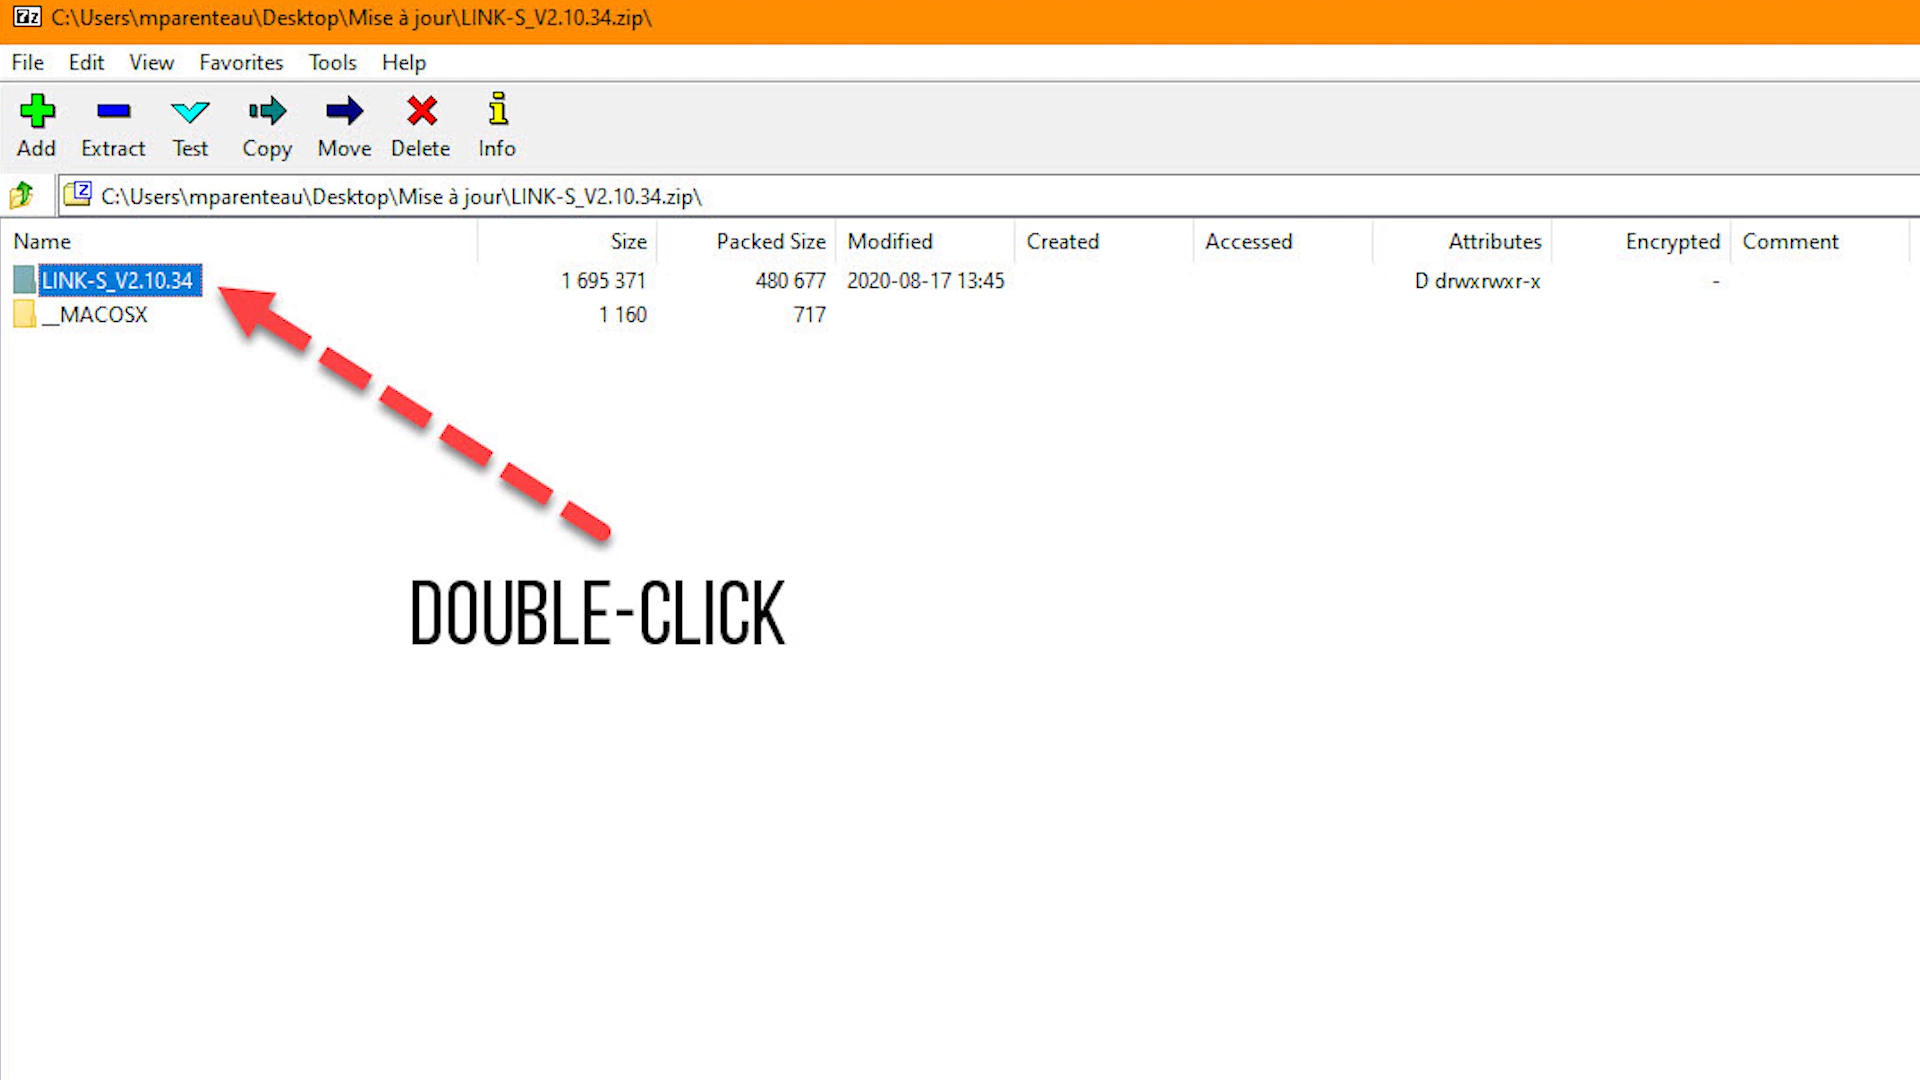 7z C:\Users\mparenteau\Desktop\Mise à jour\LINK-S_V2.10.34.zip\
File Edit View Favorites Tools Help
Add Extract Test Copy Move Delete Info
C:\Users\mparenteau\Desktop\Mise à jour\LINK-S_V2.10.34.zip\
Name Size Packed Size Modified Created Accessed Attributes Encrypted Comment
LINK-S_V2.10.34 1 695 371 480 677 2020-08-17 13:45 D drwxrwxr-x -
__MACOSX 1 160 717
DOUBLE-CLICK